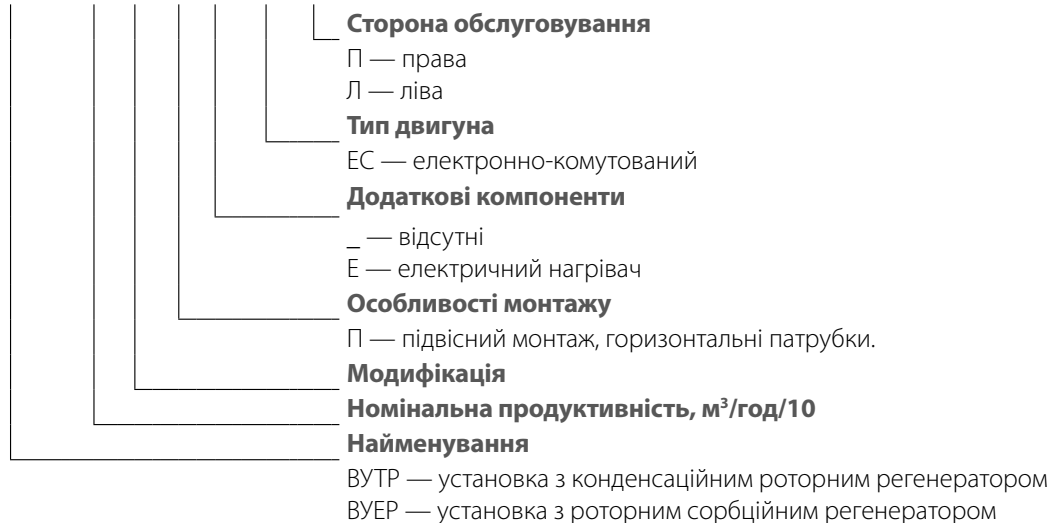 Сторона обслуговування
П — права
Л — ліва
Тип двигуна
ЕС — електронно-комутований
Додаткові компоненти
_ — відсутні
Е — електричний нагрівач
Особливості монтажу
П — підвісний монтаж, горизонтальні патрубки.
Модифікація
Номінальна продуктивність, м³/год/10
Найменування
ВУТР — установка з конденсаційним роторним регенератором
ВУЕР — установка з роторним сорбційним регенератором